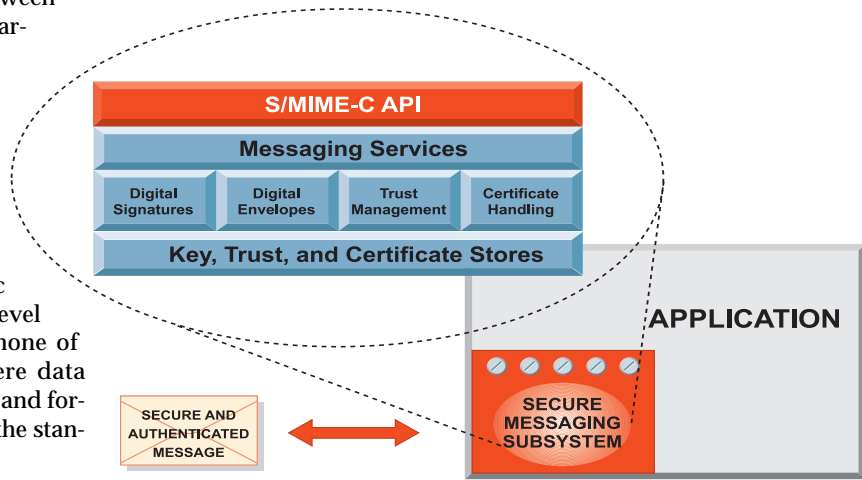 ar-
S/MIME-C API
Messaging Services
Digital Signatures
Digital Envelopes
Trust Management
Certificate Handling
Key, Trust, and Certificate Stores
evel
none of
ere data
and for-
the stan-
APPLICATION
SECURE AND
AUTHENTICATED
MESSAGE
SECURE
MESSAGING
SUBSYSTEM